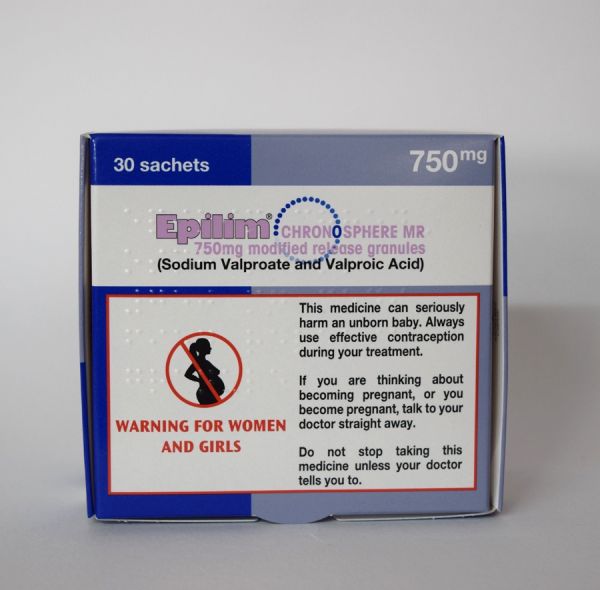 30 sachets
750mg
Epilim® CHRONOSPHERE MR
750mg modified release granules
(Sodium Valproate and Valproic Acid)
This medicine can seriously
harm an unborn baby. Always
use effective contraception
during your treatment.
If you are thinking about
becoming pregnant, or you
become pregnant, talk to your
doctor straight away.
Do not stop taking this
medicine unless your doctor
tells you to.
WARNING FOR WOMEN
AND GIRLS